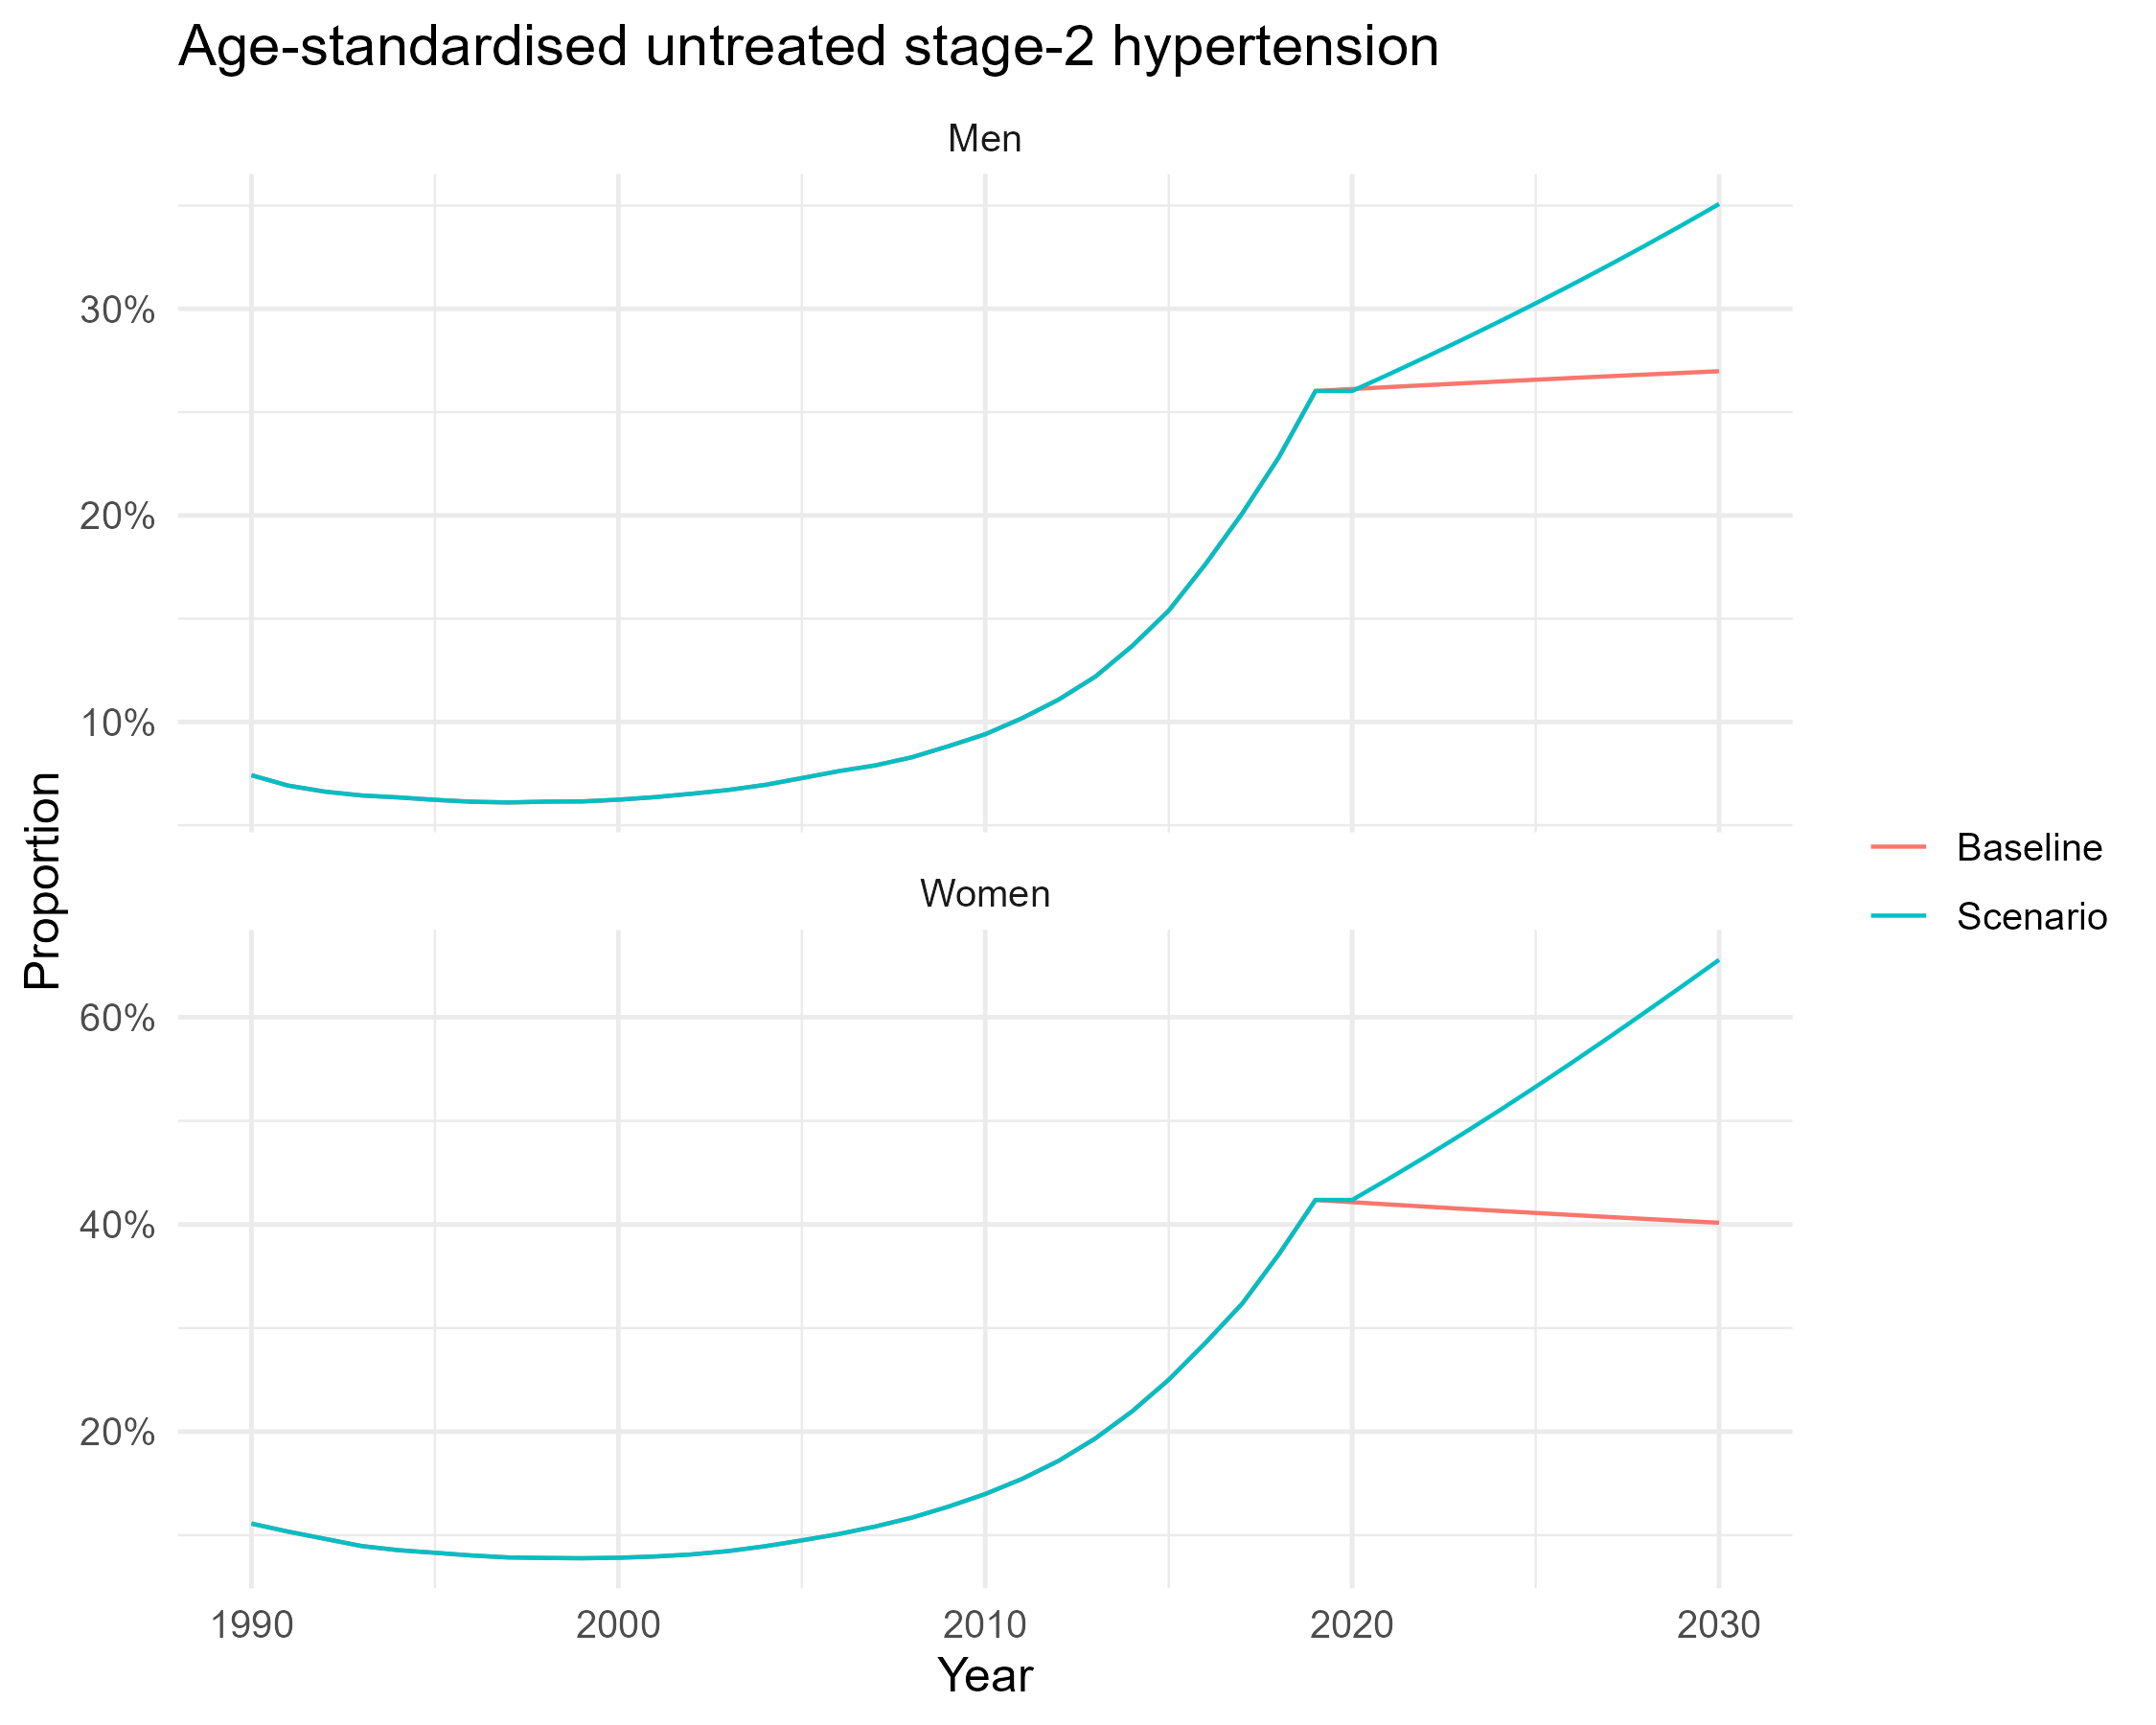 Age-standardised untreated stage-2 hypertension
Men
30%
20%
10%
Proportion
Women
60%
40%
20%
1990 2000 2010 2020 2030
Year
Baseline
Scenario